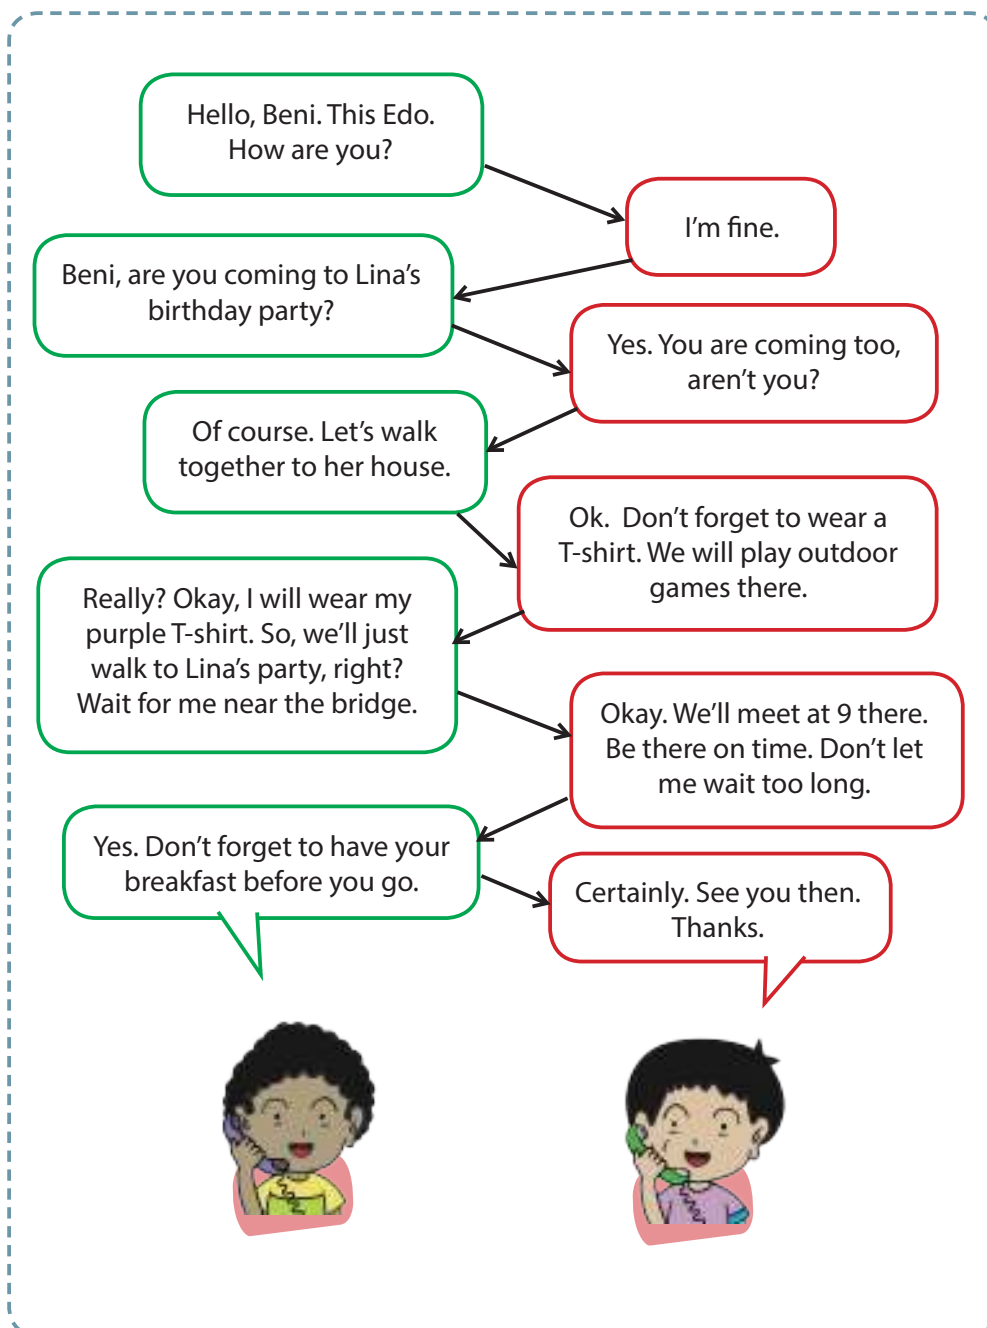 Hello, Beni. This Edo.
How are you?
I'm fine.
Beni, are you coming to Lina's
birthday party?
Yes. You are coming too,
aren't you?
Of course. Let's walk
together to her house.
Ok.  Don't forget to wear a
T-shirt. We will play outdoor
games there.
Really? Okay, I will wear my
purple T-shirt. So, we'll just
walk to Lina's party, right?
Wait for me near the bridge.
Okay. We'll meet at 9 there.
Be there on time. Don't let
me wait too long.
Yes. Don't forget to have your
breakfast before you go.
Certainly. See you then.
Thanks.